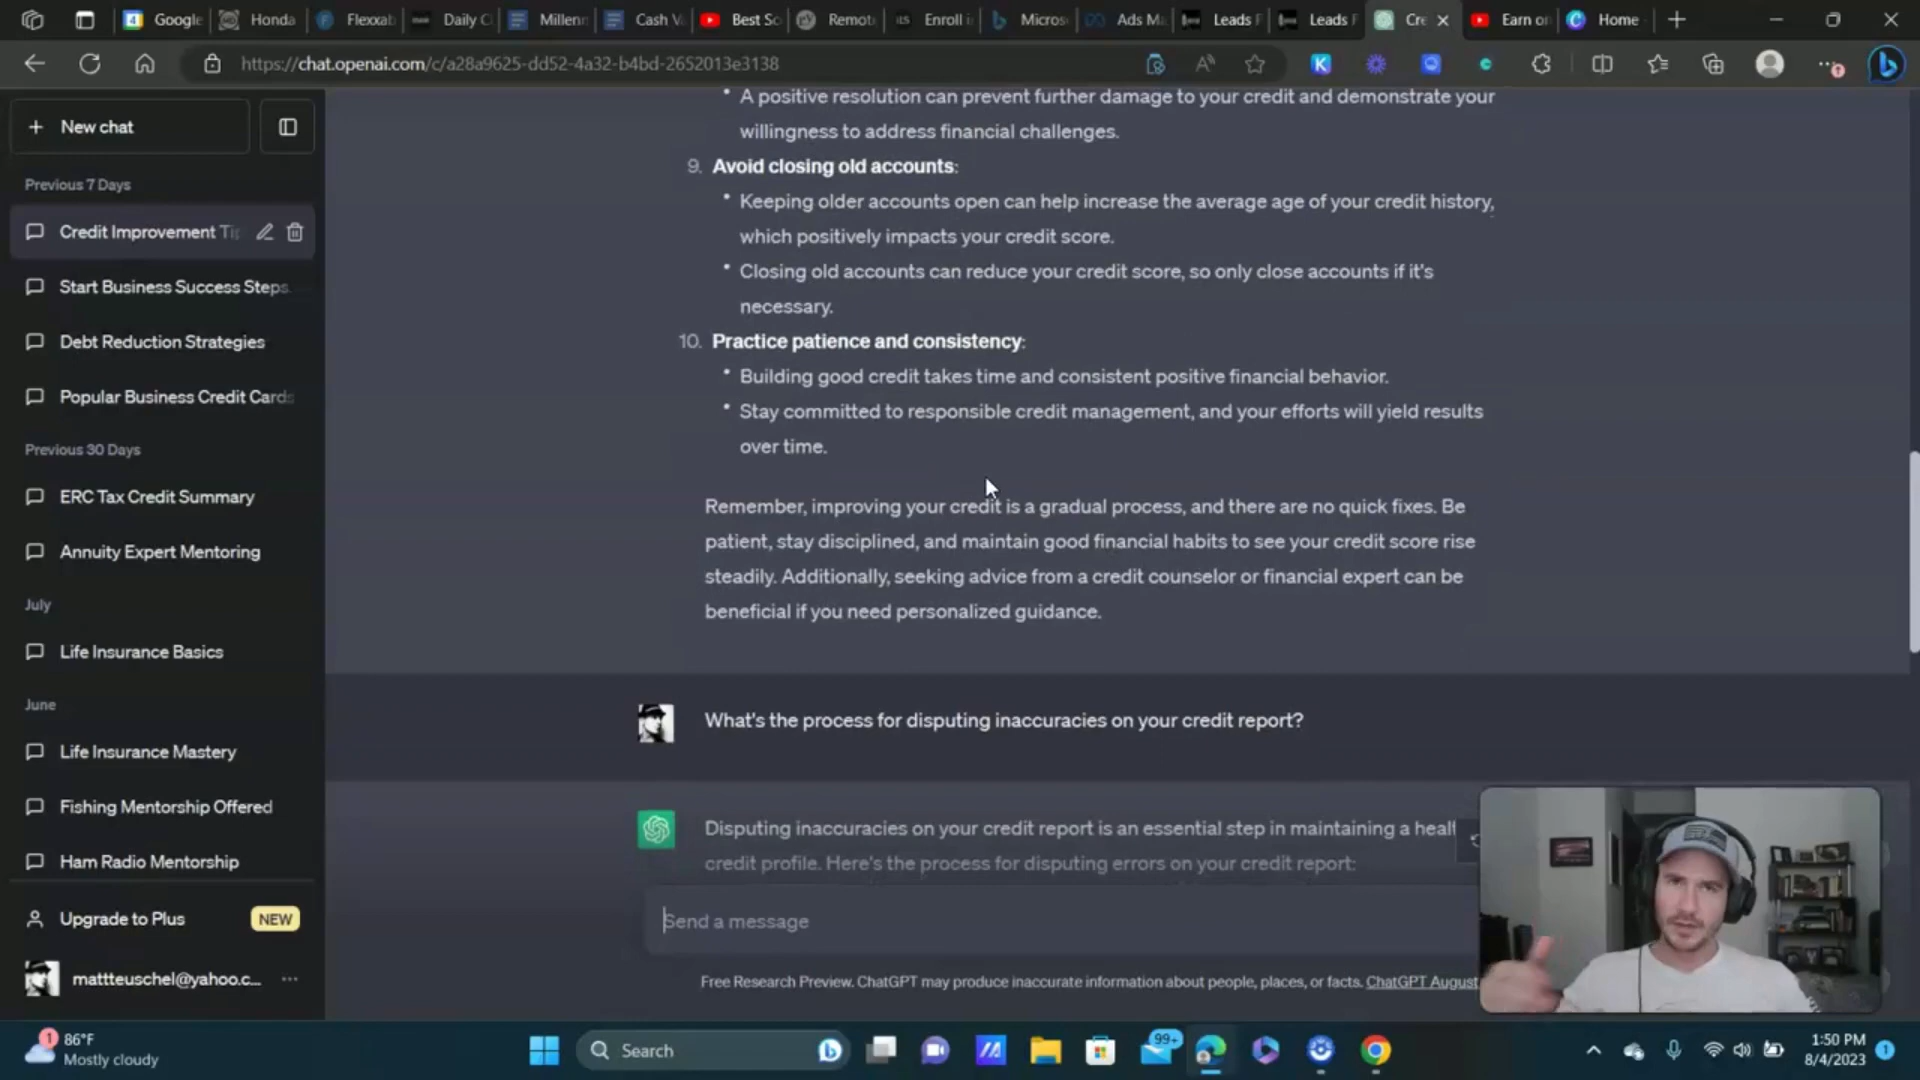 Google
Honda
Flexxab
Daily C
Millenn
Cash V
Best So
Remot
Enroll i
Micros
Ads Ma
Leads F
Leads F
Cre
Earn on
Home
https://chat.openai.com/c/a28a9625-dd52-4a32-b4bd-2652013e3138
New chat
Previous 7 Days
Credit Improvement Ti
Start Business Success Steps
Debt Reduction Strategies
Popular Business Credit Cards
Previous 30 Days
ERC Tax Credit Summary
Annuity Expert Mentoring
July
Life Insurance Basics
June
Life Insurance Mastery
Fishing Mentorship Offered
Ham Radio Mentorship
Upgrade to Plus NEW
mattteuschel@yahoo.c...
• A positive resolution can prevent further damage to your credit and demonstrate your
willingness to address financial challenges.
9. Avoid closing old accounts:
• Keeping older accounts open can help increase the average age of your credit history,
which positively impacts your credit score.
• Closing old accounts can reduce your credit score, so only close accounts if it's
necessary.
10. Practice patience and consistency:
• Building good credit takes time and consistent positive financial behavior.
• Stay committed to responsible credit management, and your efforts will yield results
over time.
Remember, improving your credit is a gradual process, and there are no quick fixes. Be
patient, stay disciplined, and maintain good financial habits to see your credit score rise
steadily. Additionally, seeking advice from a credit counselor or financial expert can be
beneficial if you need personalized guidance.
What's the process for disputing inaccuracies on your credit report?
Disputing inaccuracies on your credit report is an essential step in maintaining a heal
credit profile. Here's the process for disputing errors on your credit report:
Send a message
Free Research Preview. ChatGPT may produce inaccurate information about people, places, or facts. ChatGPT August
1
86°F
Mostly cloudy
Search
99+
1:50 PM
8/4/2023
1